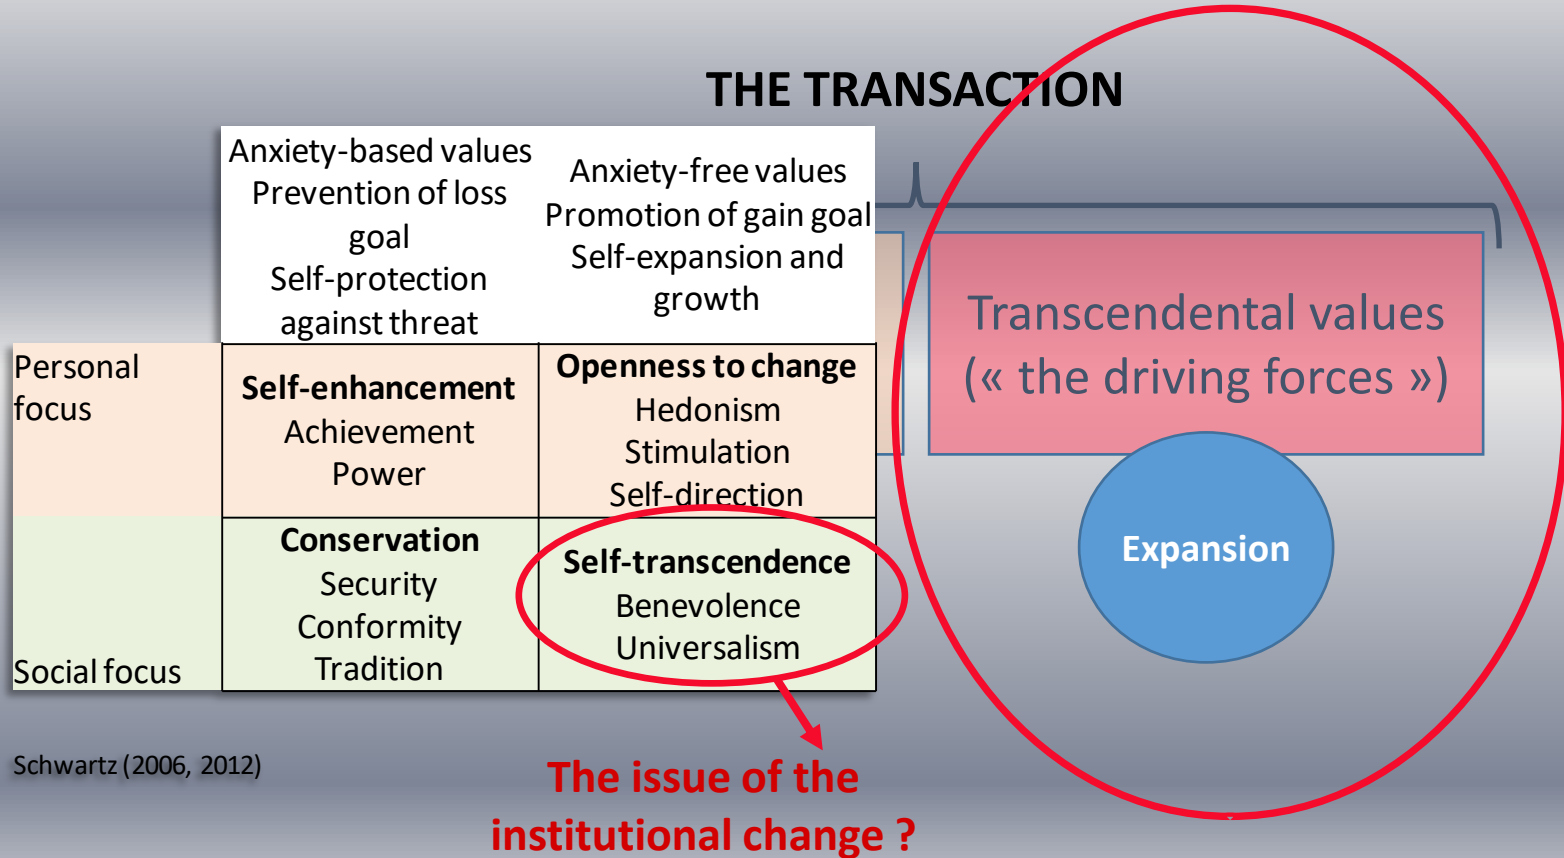 THE TRANSACTION
Anxiety-based values
Prevention of loss
goal
Self-protection
against threat
Anxiety-free values
Promotion of gain goal
Self-expansion and
growth
Personal
focus
Self-enhancement
Achievement
Power
Openness to change
Hedonism
Stimulation
Self-direction
Social focus
Conservation
Security
Conformity
Tradition
Self-transcendence
Benevolence
Universalism
Transcendental values
(« the driving forces »)
Expansion
Schwartz (2006, 2012)
The issue of the
institutional change ?